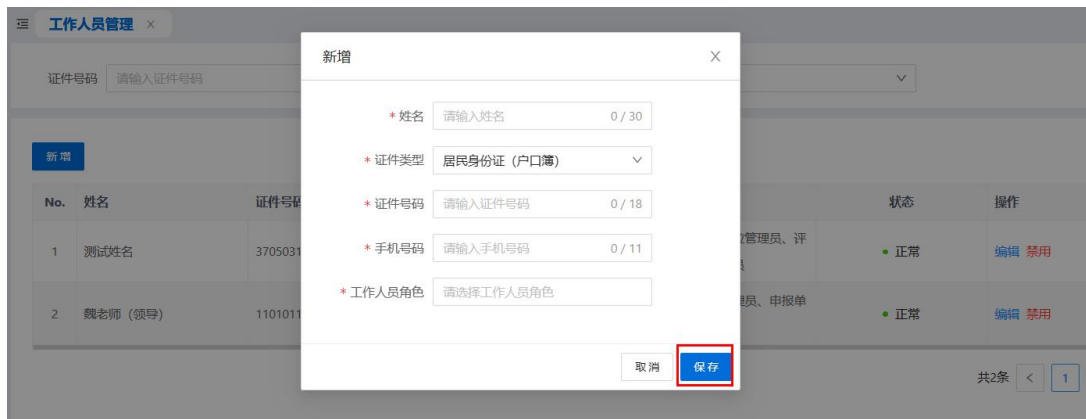 工作人员管理 ×
证件号码 请输入证件号码
新增
新增
* 姓名 请输入姓名 0 / 30
* 证件类型 居民身份证（户口簿）
* 证件号码 请输入证件号码 0 / 18
* 手机号码 请输入手机号码 0 / 11
* 工作人员角色 请选择工作人员角色
取消 保存
No. 姓名 证件号码 状态 操作
1 测试姓名 3705031 管理员、评 正常 编辑 禁用
2 魏老师（领导） 1101011 员、申报单 正常 编辑 禁用
共2条 < 1